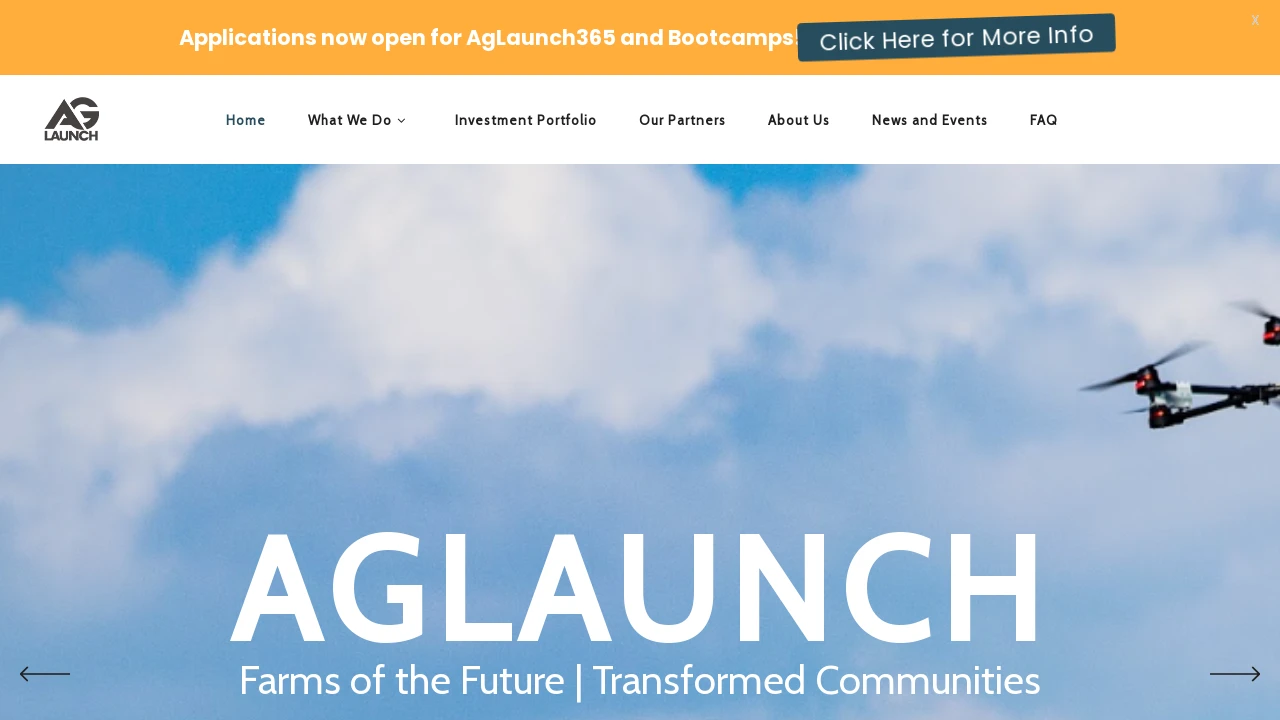 Applications now open for AgLaunch365 and Bootcamps!
Click Here for More Info
X
AG
LAUNCH
Home
What We Do
Investment Portfolio
Our Partners
About Us
News and Events
FAQ
AGLAUNCH
Farms of the Future | Transformed Communities